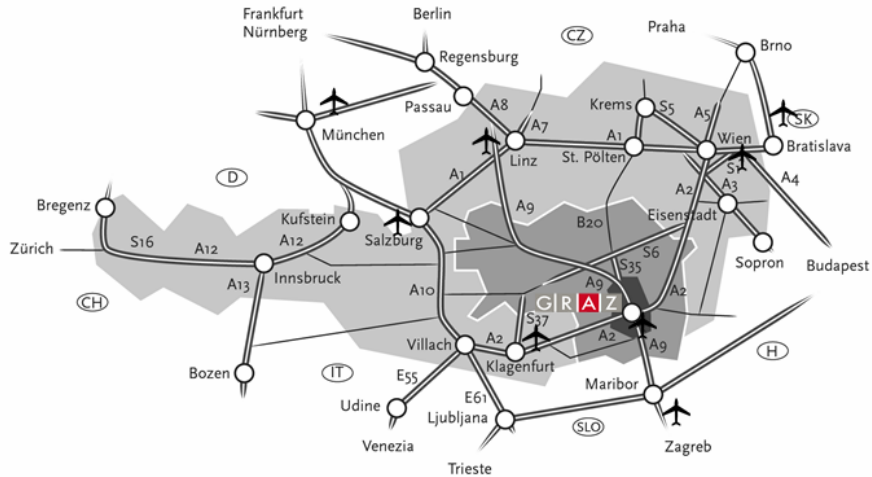 Frankfurt
Nürnberg
Berlin
Praha
CZ
Brno
Regensburg
Passau
A8
Krems
S5
A5
SK
München
A7
Linz
A1
St. Pölten
Wien
Bratislava
S1
D
A1
A2
A3
A4
Bregenz
Kufstein
A9
B20
Eisenstadt
Zürich
S16
A12
A12
Salzburg
S6
Sopron
Budapest
A13
Innsbruck
S35
CH
A10
A9
A2
GRAZ
S37
Villach
A2
Klagenfurt
A2
A9
H
Bozen
IT
E55
Maribor
Udine
E61
Ljubljana
SLO
Venezia
Zagreb
Trieste